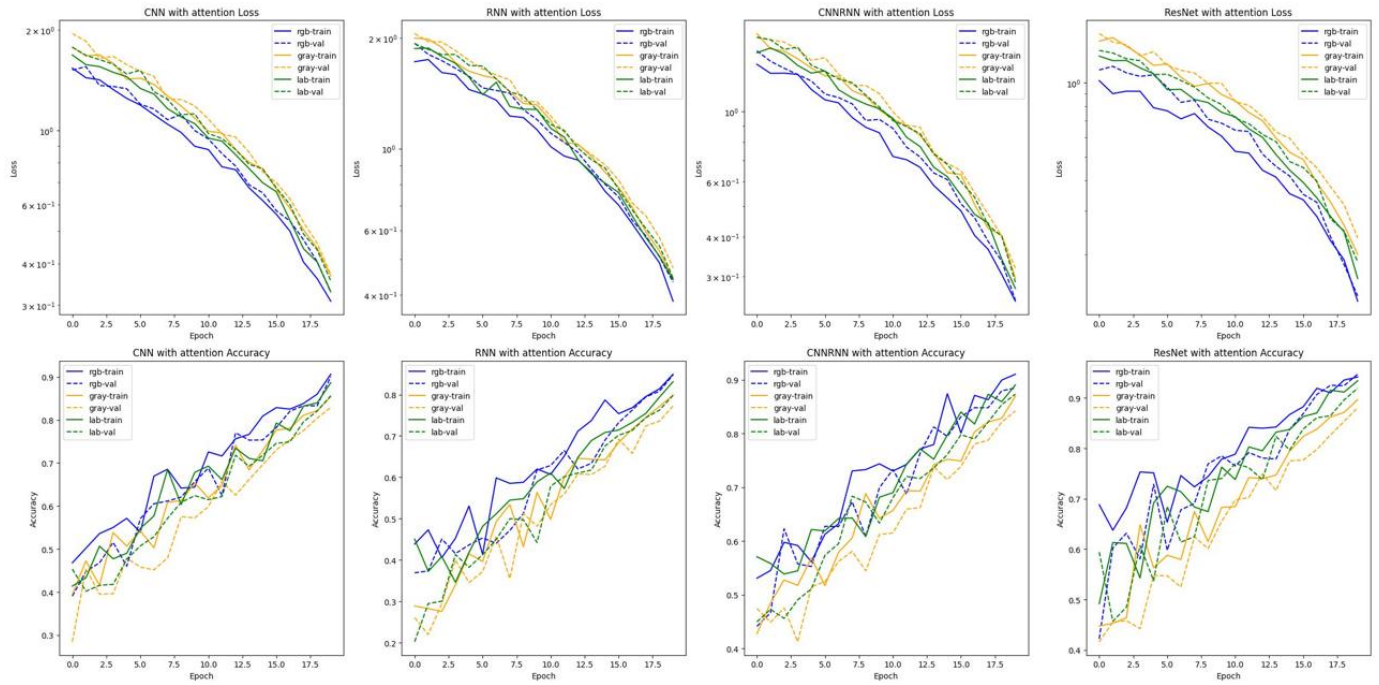 CNN with attention Loss
2 × 10⁰
10⁰
6 × 10⁻¹
4 × 10⁻¹
3 × 10⁻¹
Loss
0.0 2.5 5.0 7.5 10.0 12.5 15.0 17.5
Epoch
rgb-train
rgb-val
gray-train
gray-val
lab-train
lab-val
RNN with attention Loss
2 × 10⁰
10⁰
6 × 10⁻¹
4 × 10⁻¹
Loss
0.0 2.5 5.0 7.5 10.0 12.5 15.0 17.5
Epoch
rgb-train
rgb-val
gray-train
gray-val
lab-train
lab-val
CNNRNN with attention Loss
10⁰
6 × 10⁻¹
4 × 10⁻¹
3 × 10⁻¹
Loss
0.0 2.5 5.0 7.5 10.0 12.5 15.0 17.5
Epoch
rgb-train
rgb-val
gray-train
gray-val
lab-train
lab-val
ResNet with attention Loss
10⁰
Loss
0.0 2.5 5.0 7.5 10.0 12.5 15.0 17.5
Epoch
rgb-train
rgb-val
gray-train
gray-val
lab-train
lab-val
CNN with attention Accuracy
0.9
0.8
0.7
0.6
0.5
0.4
0.3
Accuracy
0.0 2.5 5.0 7.5 10.0 12.5 15.0 17.5
Epoch
rgb-train
rgb-val
gray-train
gray-val
lab-train
lab-val
RNN with attention Accuracy
0.8
0.7
0.6
0.5
0.4
0.3
0.2
Accuracy
0.0 2.5 5.0 7.5 10.0 12.5 15.0 17.5
Epoch
rgb-train
rgb-val
gray-train
gray-val
lab-train
lab-val
CNNRNN with attention Accuracy
0.9
0.8
0.7
0.6
0.5
0.4
Accuracy
0.0 2.5 5.0 7.5 10.0 12.5 15.0 17.5
Epoch
rgb-train
rgb-val
gray-train
gray-val
lab-train
lab-val
ResNet with attention Accuracy
0.9
0.8
0.7
0.6
0.5
0.4
Accuracy
0.0 2.5 5.0 7.5 10.0 12.5 15.0 17.5
Epoch
rgb-train
rgb-val
gray-train
gray-val
lab-train
lab-val